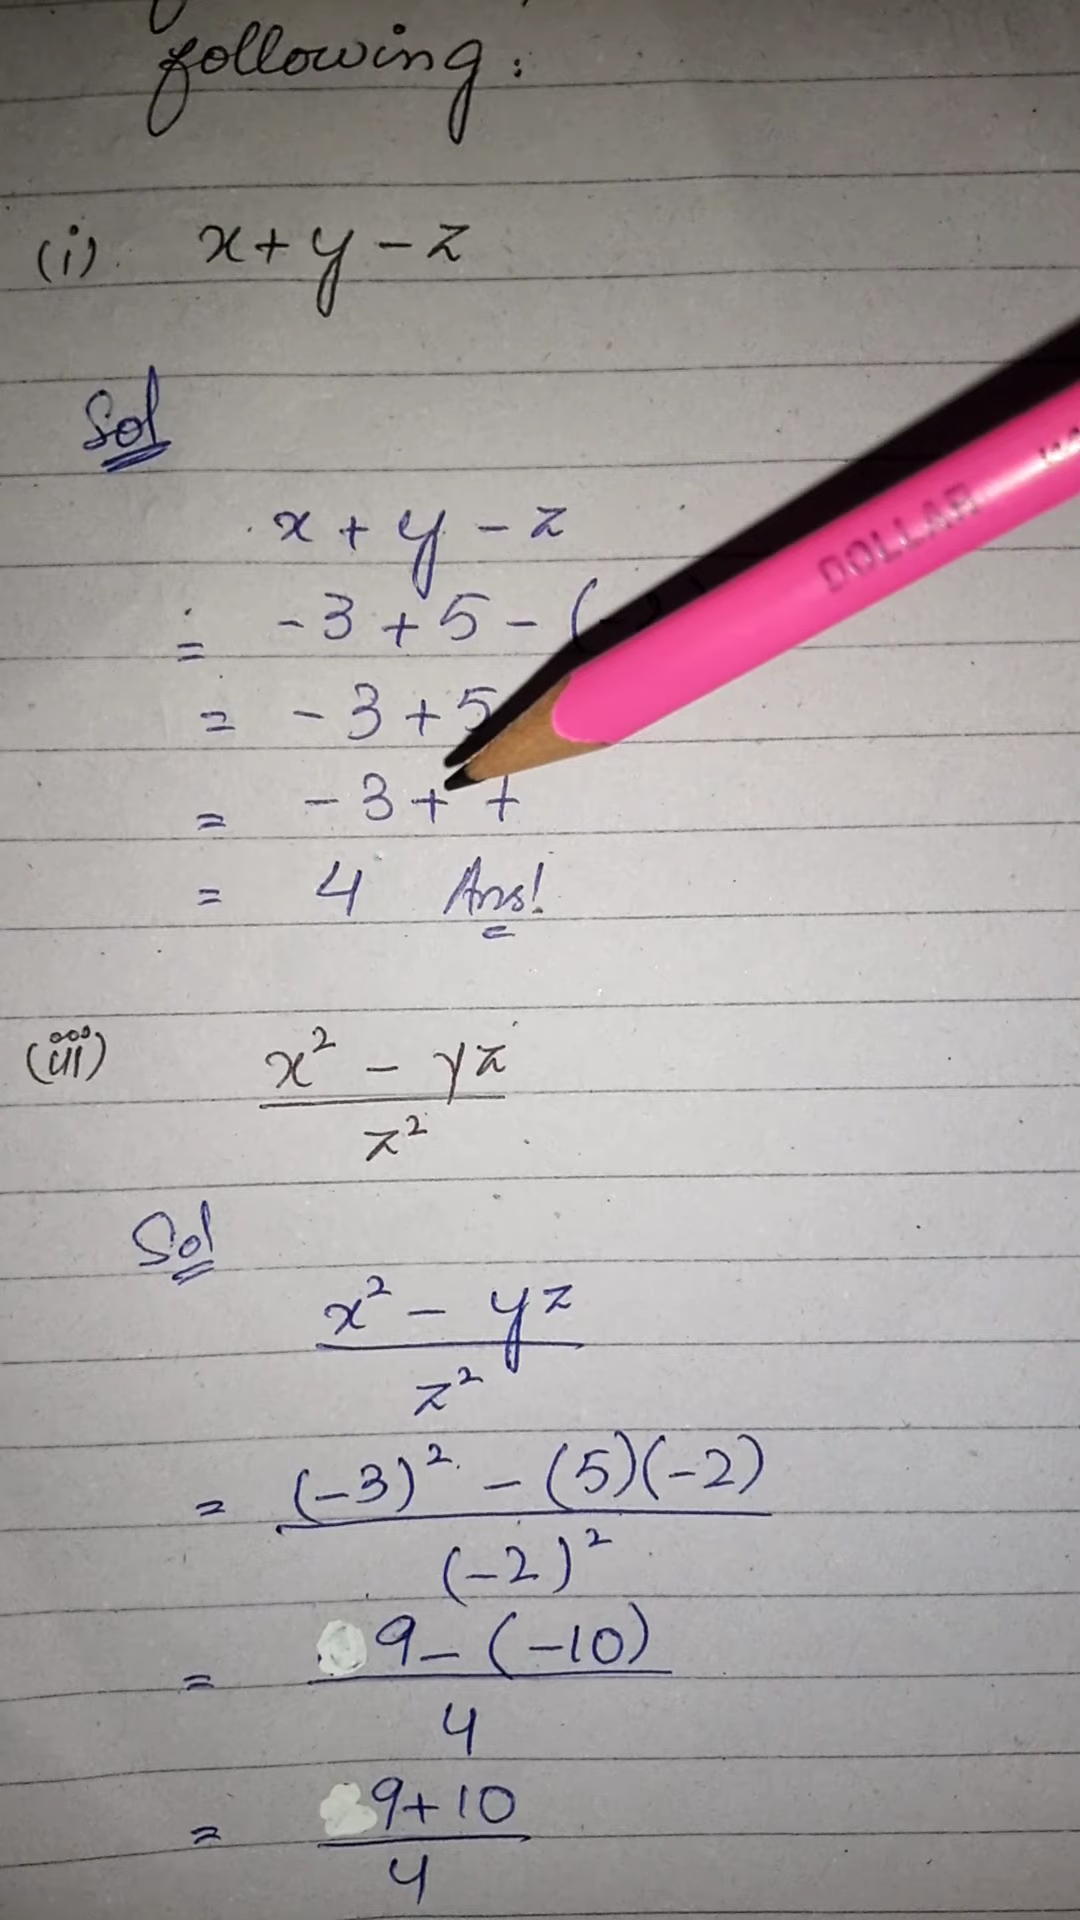 following:
(i) x + y - z
Sol
x + y - z
= -3 + 5 - (-2)
= -3 + 5
= -3 + 7
= 4 Ans!
(iii) x² - yz
z²
Sol
x² - yz
z²
= (-3)² - (5)(-2)
(-2)²
= 9 - (-10)
4
= 9 + 10
4
DOLLAR